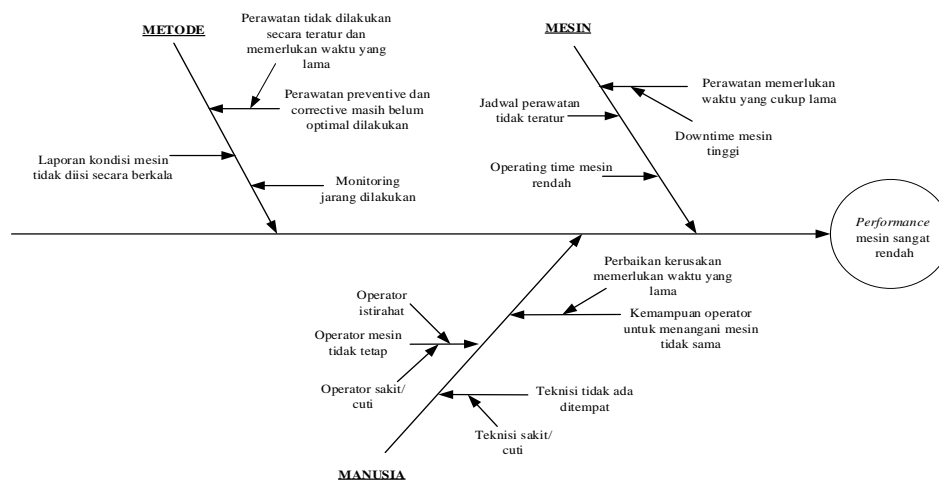 METODE
Perawatan tidak dilakukan
secara teratur dan
memerlukan waktu yang
lama
Perawatan preventive dan
corrective masih belum
optimal dilakukan
Laporan kondisi mesin
tidak diisi secara berkala
Monitoring
jarang dilakukan
MESIN
Perawatan memerlukan
waktu yang cukup lama
Jadwal perawatan
tidak teratur
Downtime mesin
tinggi
Operating time mesin
rendah
Performance
mesin sangat
rendah
Perbaikan kerusakan
memerlukan waktu yang
lama
Operator
istirahat
Kemampuan operator
untuk menangani mesin
tidak sama
Operator mesin
tidak tetap
Operator sakit/
cuti
Teknisi tidak ada
ditempat
Teknisi sakit/
cuti
MANUSIA